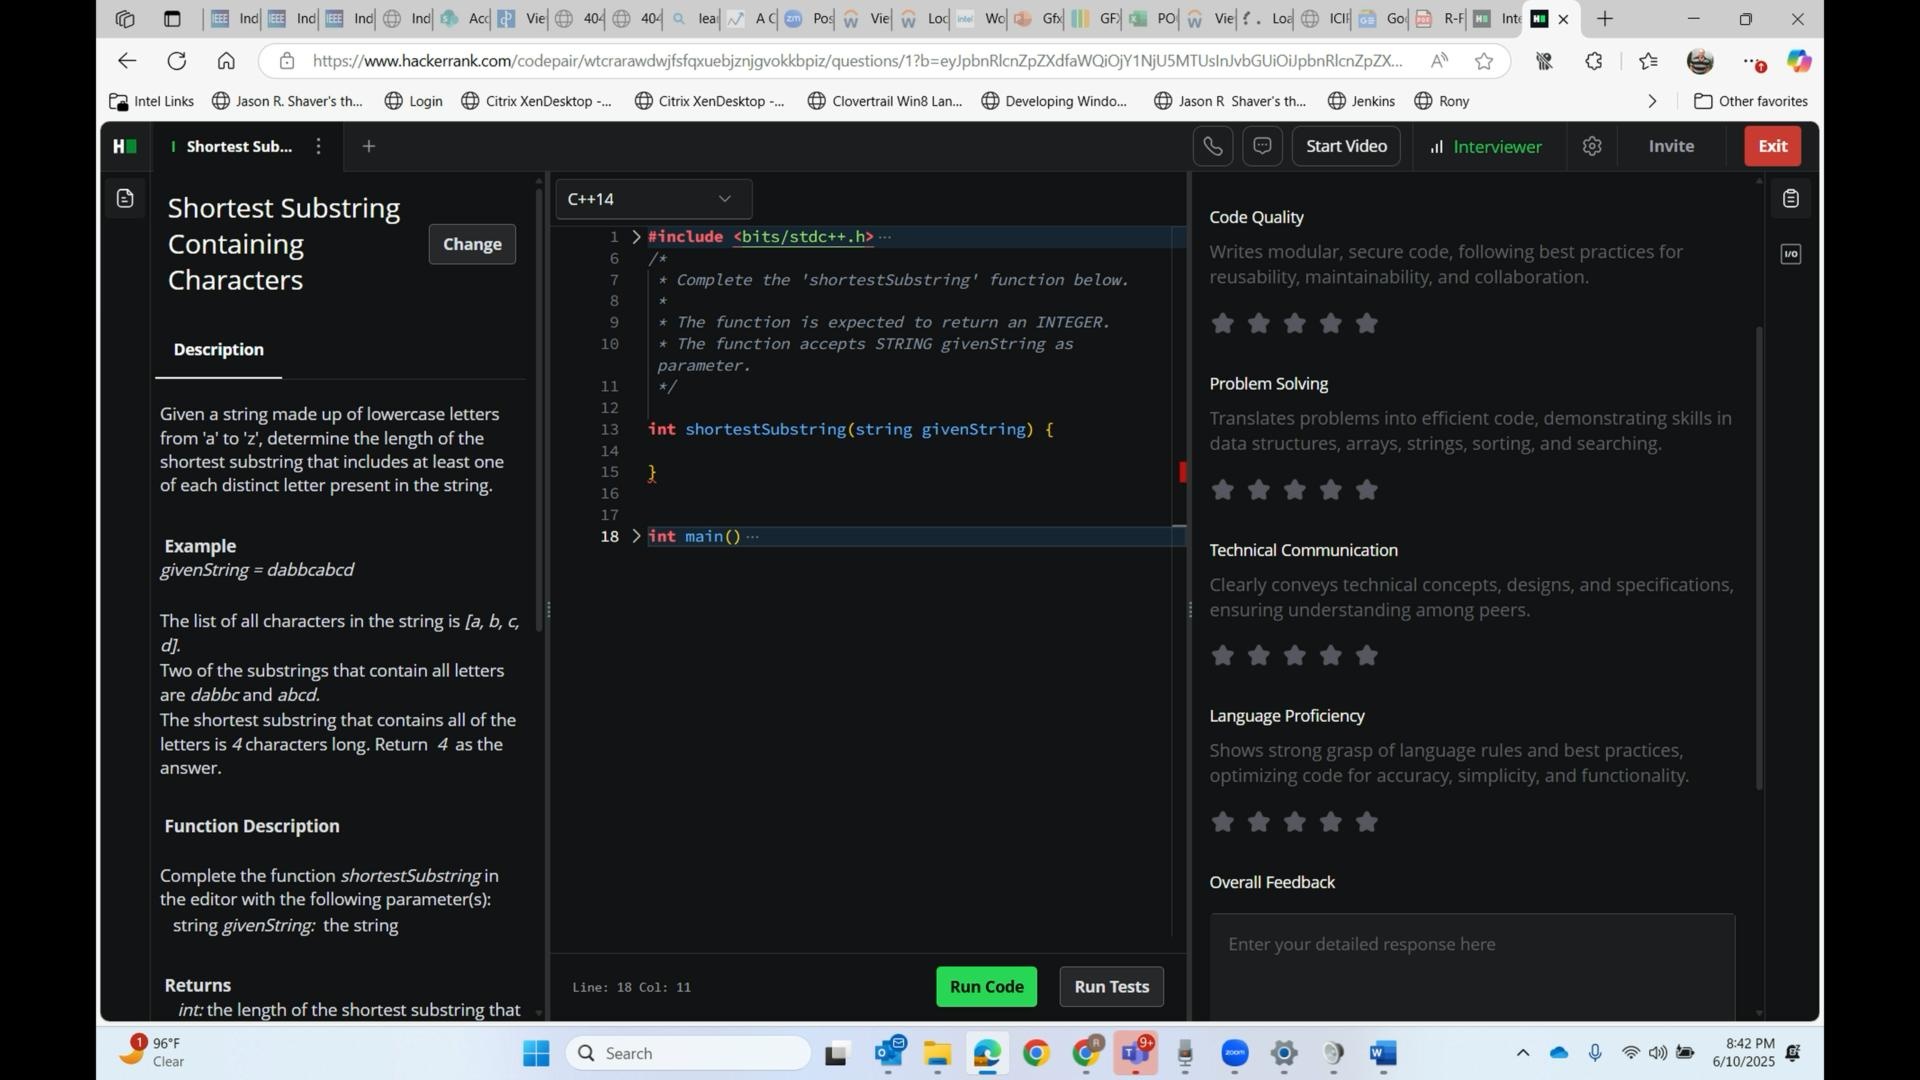 Ind
Ind
Ind
Ind
Acc
Vie
404
404
lear
A C
Pos
Vie
Loc
Wo
Gfx
GFX
PO
Vie
Loa
ICIF
Go
R-F
Inte
https://www.hackerrank.com/codepair/wtcrarawdwjfsfqxuebjznjgvokkbpiz/questions/1?b=eyJpbnRlcnZpZXdfaWQiOjY1NjU5MTUsInJvbGUiOiJpbnRlcnZpZX...
Intel Links
Jason R. Shaver's th...
Login
Citrix XenDesktop -...
Citrix XenDesktop -...
Clovertrail Win8 Lan...
Developing Windo...
Jason R Shaver's th...
Jenkins
Rony
Other favorites
H
Shortest Sub...
Start Video
Interviewer
Invite
Exit
Shortest Substring
Containing
Characters
Change
Description
Given a string made up of lowercase letters
from 'a' to 'z', determine the length of the
shortest substring that includes at least one
of each distinct letter present in the string.
Example
givenString = dabbcabcd
The list of all characters in the string is [a, b, c,
d].
Two of the substrings that contain all letters
are dabbc and abcd.
The shortest substring that contains all of the
letters is 4 characters long. Return 4 as the
answer.
Function Description
Complete the function shortestSubstring in
the editor with the following parameter(s):
string givenString: the string
Returns
int: the length of the shortest substring that
C++14
1 #include <bits/stdc++.h> ...
6 /*
7 * Complete the 'shortestSubstring' function below.
8 *
9 * The function is expected to return an INTEGER.
10 * The function accepts STRING givenString as
parameter.
11 */
12
13 int shortestSubstring(string givenString) {
14
15 }
16
17
18 int main() ...
Line: 18 Col: 11
Run Code
Run Tests
Code Quality
Writes modular, secure code, following best practices for
reusability, maintainability, and collaboration.
Problem Solving
Translates problems into efficient code, demonstrating skills in
data structures, arrays, strings, sorting, and searching.
Technical Communication
Clearly conveys technical concepts, designs, and specifications,
ensuring understanding among peers.
Language Proficiency
Shows strong grasp of language rules and best practices,
optimizing code for accuracy, simplicity, and functionality.
Overall Feedback
Enter your detailed response here
I/O
1
96°F
Clear
Search
9+
zoom
8:42 PM
6/10/2025